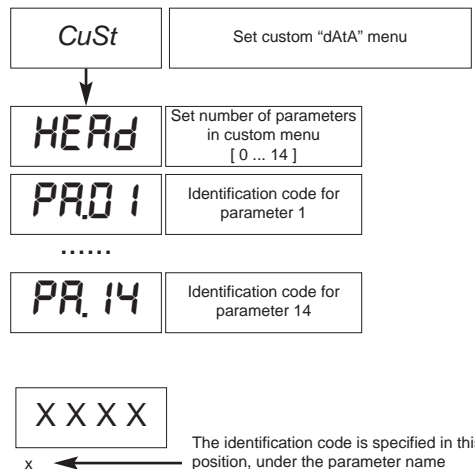 CuSt
Set custom “dAtA” menu
HEAd
Set number of parameters
in custom menu
[ 0 ... 14 ]
PA.01
Identification code for
parameter 1
......
PA.14
Identification code for
parameter 14
X X X X
The identification code is specified in this
x
position, under the parameter name